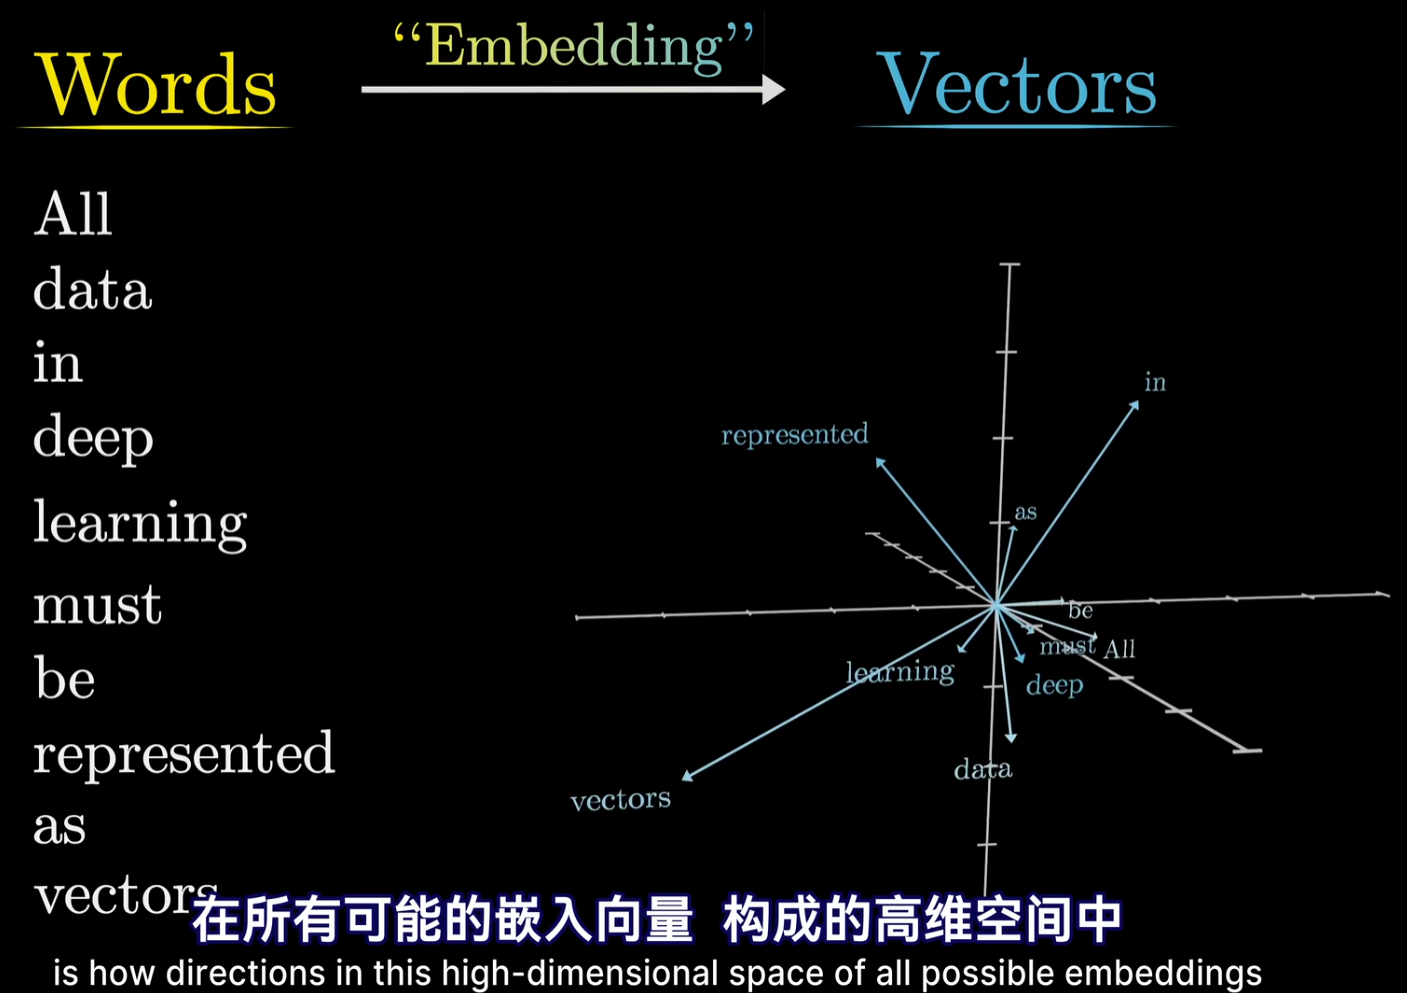 Words
“Embedding”
Vectors
All
data
in
deep
learning
must
be
represented
as
vectors
in
represented
as
be
must
All
learning
deep
data
vectors
在所有可能的嵌入向量 构成的高维空间中
is how directions in this high-dimensional space of all possible embeddings